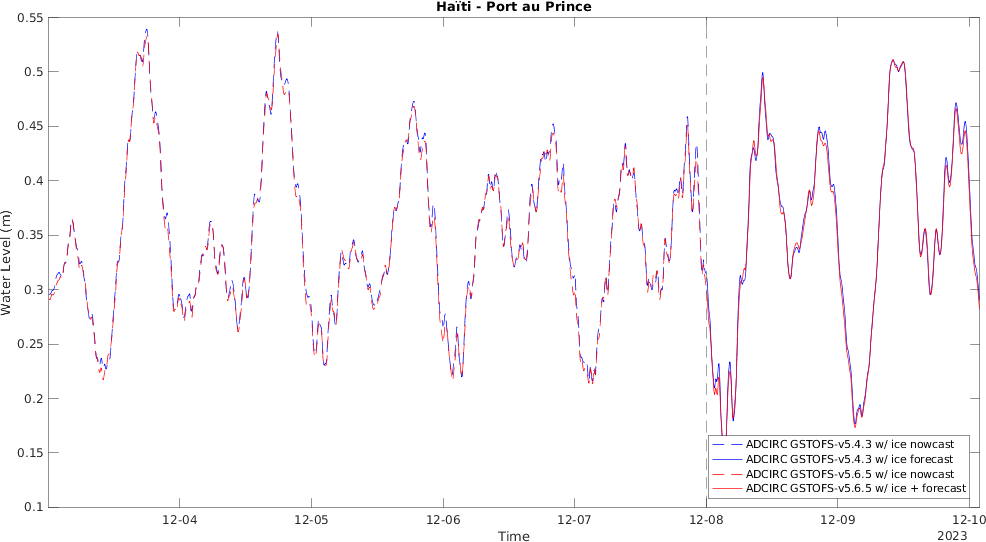 Haïti - Port au Prince
0.55
0.5
0.45
0.4
0.35
0.3
0.25
0.2
0.15
0.1
Water Level (m)
ADCIRC GSTOFS-v5.4.3 w/ ice nowcast
ADCIRC GSTOFS-v5.4.3 w/ ice forecast
ADCIRC GSTOFS-v5.6.5 w/ ice nowcast
ADCIRC GSTOFS-v5.6.5 w/ ice + forecast
12-04 12-05 12-06 12-07 12-08 12-09 12-10
Time
2023